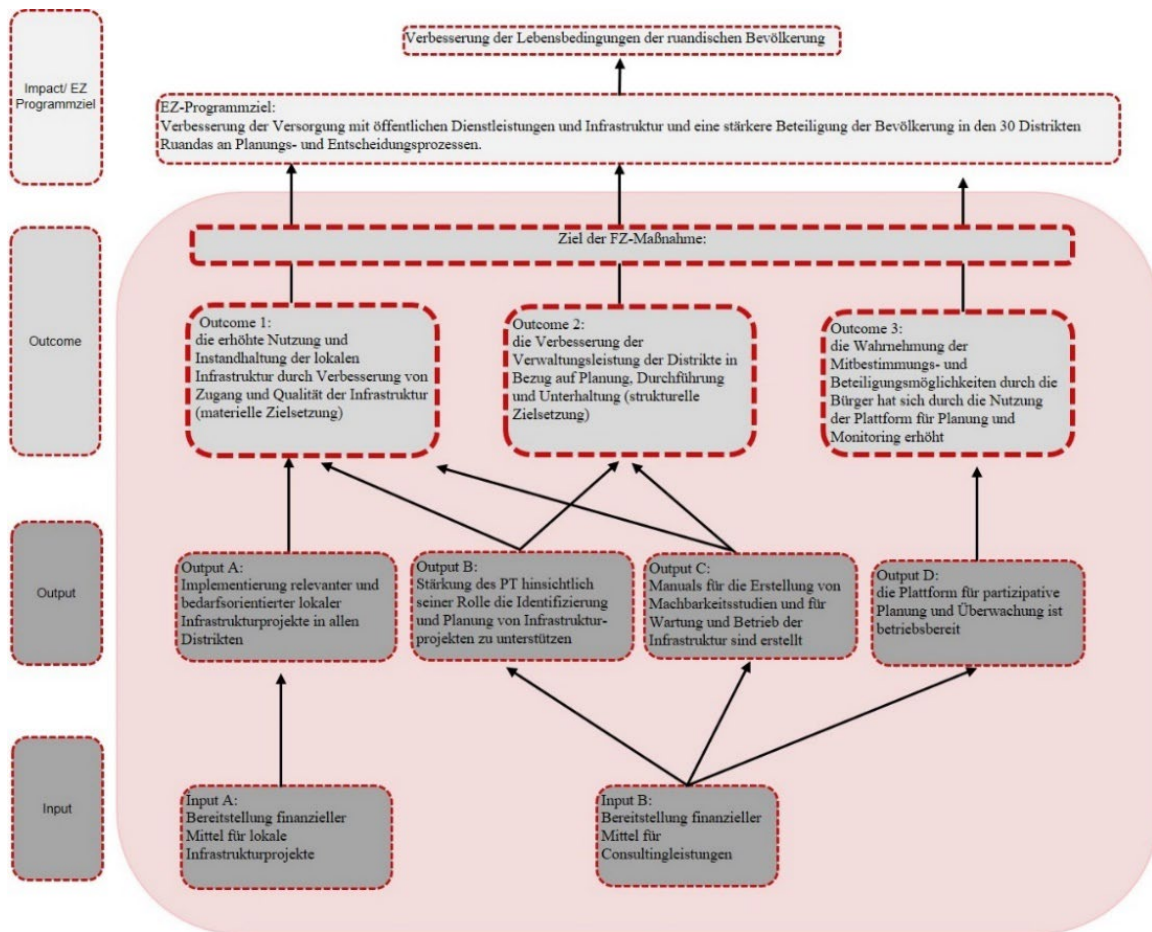 Impact/ EZ
Programmziel
Verbesserung der Lebensbedingungen der ruandischen Bevölkerung
EZ-Programmziel:
Verbesserung der Versorgung mit öffentlichen Dienstleistungen und Infrastruktur und eine stärkere Beteiligung der Bevölkerung in den 30 Distrikten
Ruandas an Planungs- und Entscheidungsprozessen.
Outcome
Ziel der FZ-Maßnahme:
Outcome 1:
die erhöhte Nutzung und
Instandhaltung der lokalen
Infrastruktur durch Verbesserung von
Zugang und Qualität der Infrastruktur
(materielle Zielsetzung)
Outcome 2:
die Verbesserung der
Verwaltungsleistung der Distrikte in
Bezug auf Planung, Durchführung
und Unterhaltung (strukturelle
Zielsetzung)
Outcome 3:
die Wahrnehmung der
Mitbestimmungs- und
Beteiligungsmöglichkeiten durch die
Bürger hat sich durch die Nutzung
der Plattform für Planung und
Monitoring erhöht
Output
Output A:
Implementierung relevanter und
bedarfsorientierter lokaler
Infrastrukturprojekte in allen
Distrikten
Output B:
Stärkung des PT hinsichtlich
seiner Rolle die Identifizierung
und Planung von Infrastruktur-
projekten zu unterstützen
Output C:
Manuals für die Erstellung von
Machbarkeitsstudien und für
Wartung und Betrieb der
Infrastruktur sind erstellt
Output D:
die Plattform für partizipative
Planung und Überwachung ist
betriebsbereit
Input
Input A:
Bereitstellung finanzieller
Mittel für lokale
Infrastrukturprojekte
Input B:
Bereitstellung finanzieller
Mittel für
Consultingleistungen